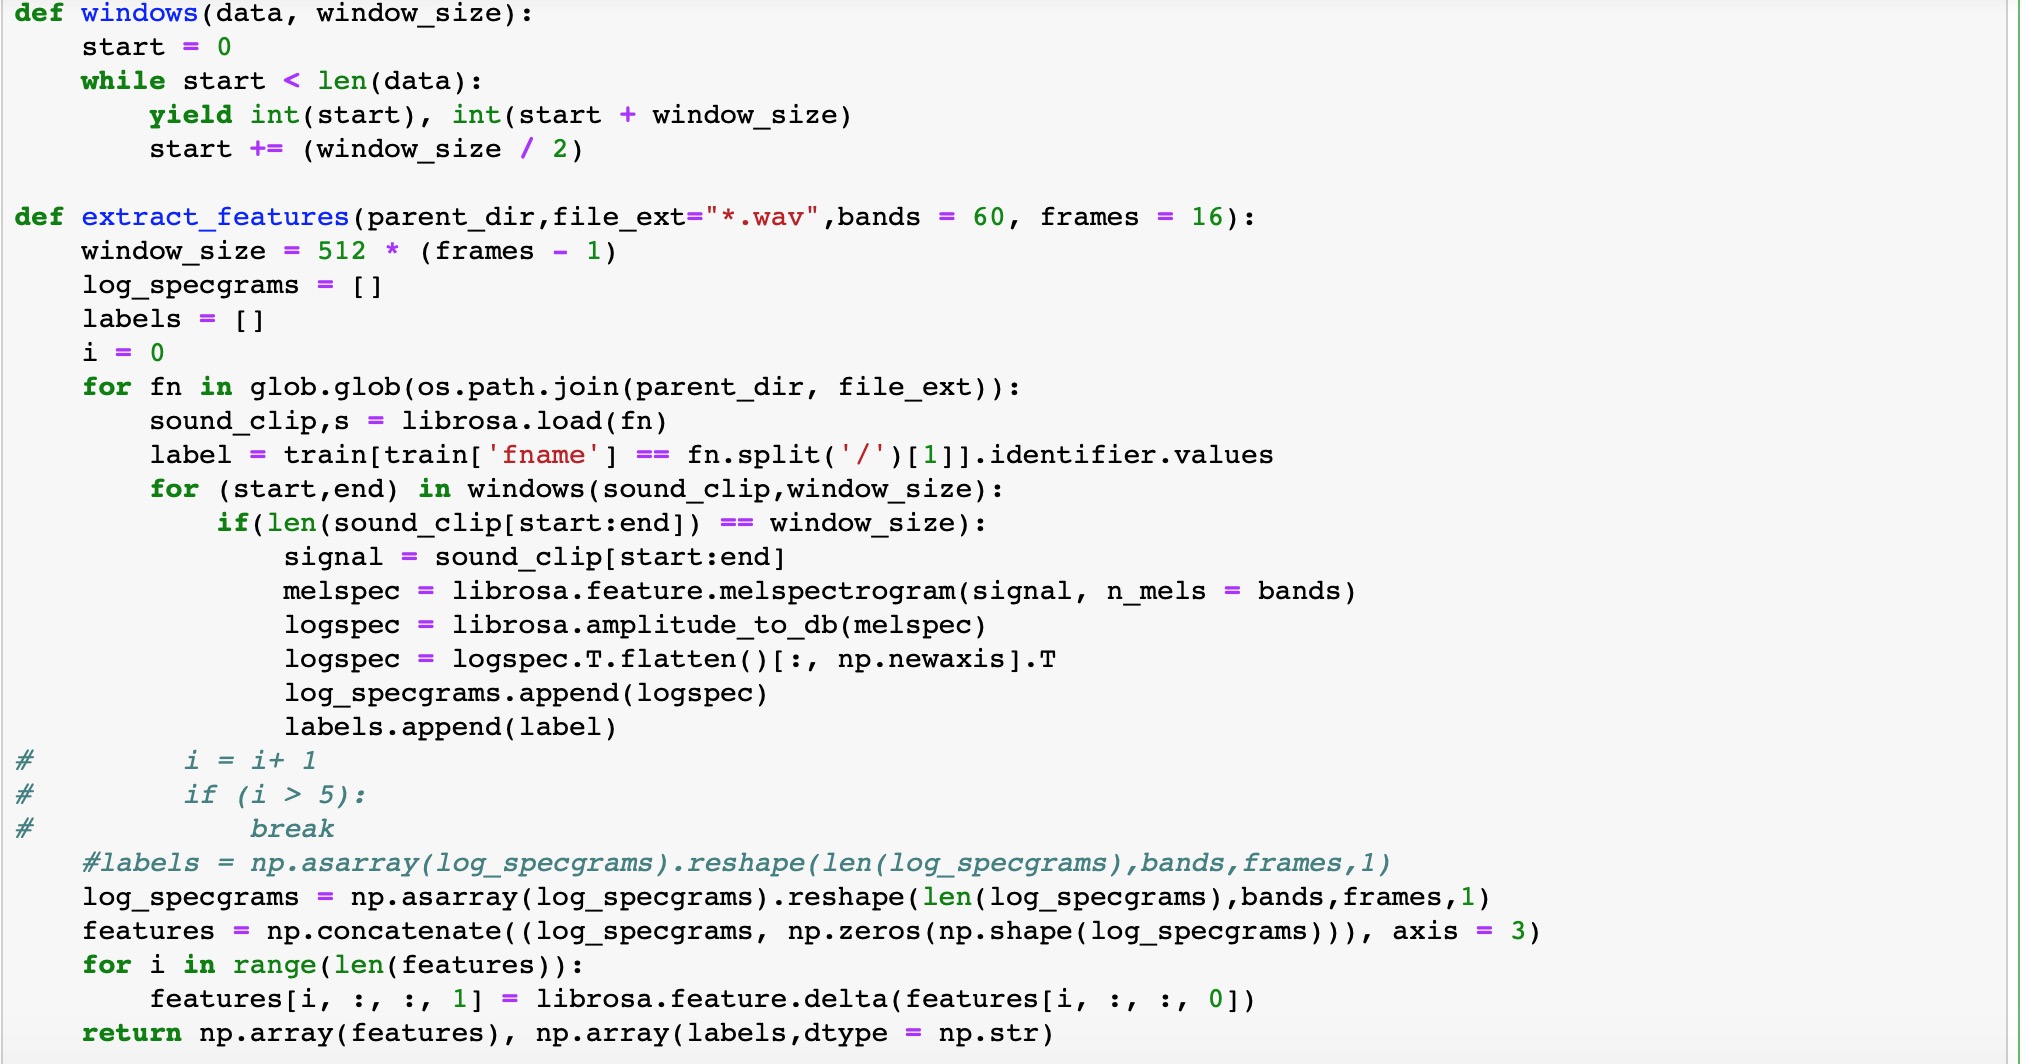 def windows(data, window_size):
    start = 0
    while start < len(data):
        yield int(start), int(start + window_size)
        start += (window_size / 2)

def extract_features(parent_dir,file_ext="*.wav",bands = 60, frames = 16):
    window_size = 512 * (frames - 1)
    log_specgrams = []
    labels = []
    i = 0
    for fn in glob.glob(os.path.join(parent_dir, file_ext)):
        sound_clip,s = librosa.load(fn)
        label = train[train['fname'] == fn.split('/')[1]].identifier.values
        for (start,end) in windows(sound_clip,window_size):
            if(len(sound_clip[start:end]) == window_size):
                signal = sound_clip[start:end]
                melspec = librosa.feature.melspectrogram(signal, n_mels = bands)
                logspec = librosa.amplitude_to_db(melspec)
                logspec = logspec.T.flatten()[:, np.newaxis].T
                log_specgrams.append(logspec)
                labels.append(label)
#         i = i+ 1
#         if (i > 5):
#             break
    #labels = np.asarray(log_specgrams).reshape(len(log_specgrams),bands,frames,1)
    log_specgrams = np.asarray(log_specgrams).reshape(len(log_specgrams),bands,frames,1)
    features = np.concatenate((log_specgrams, np.zeros(np.shape(log_specgrams))), axis = 3)
    for i in range(len(features)):
        features[i, :, :, 1] = librosa.feature.delta(features[i, :, :, 0])
    return np.array(features), np.array(labels,dtype = np.str)